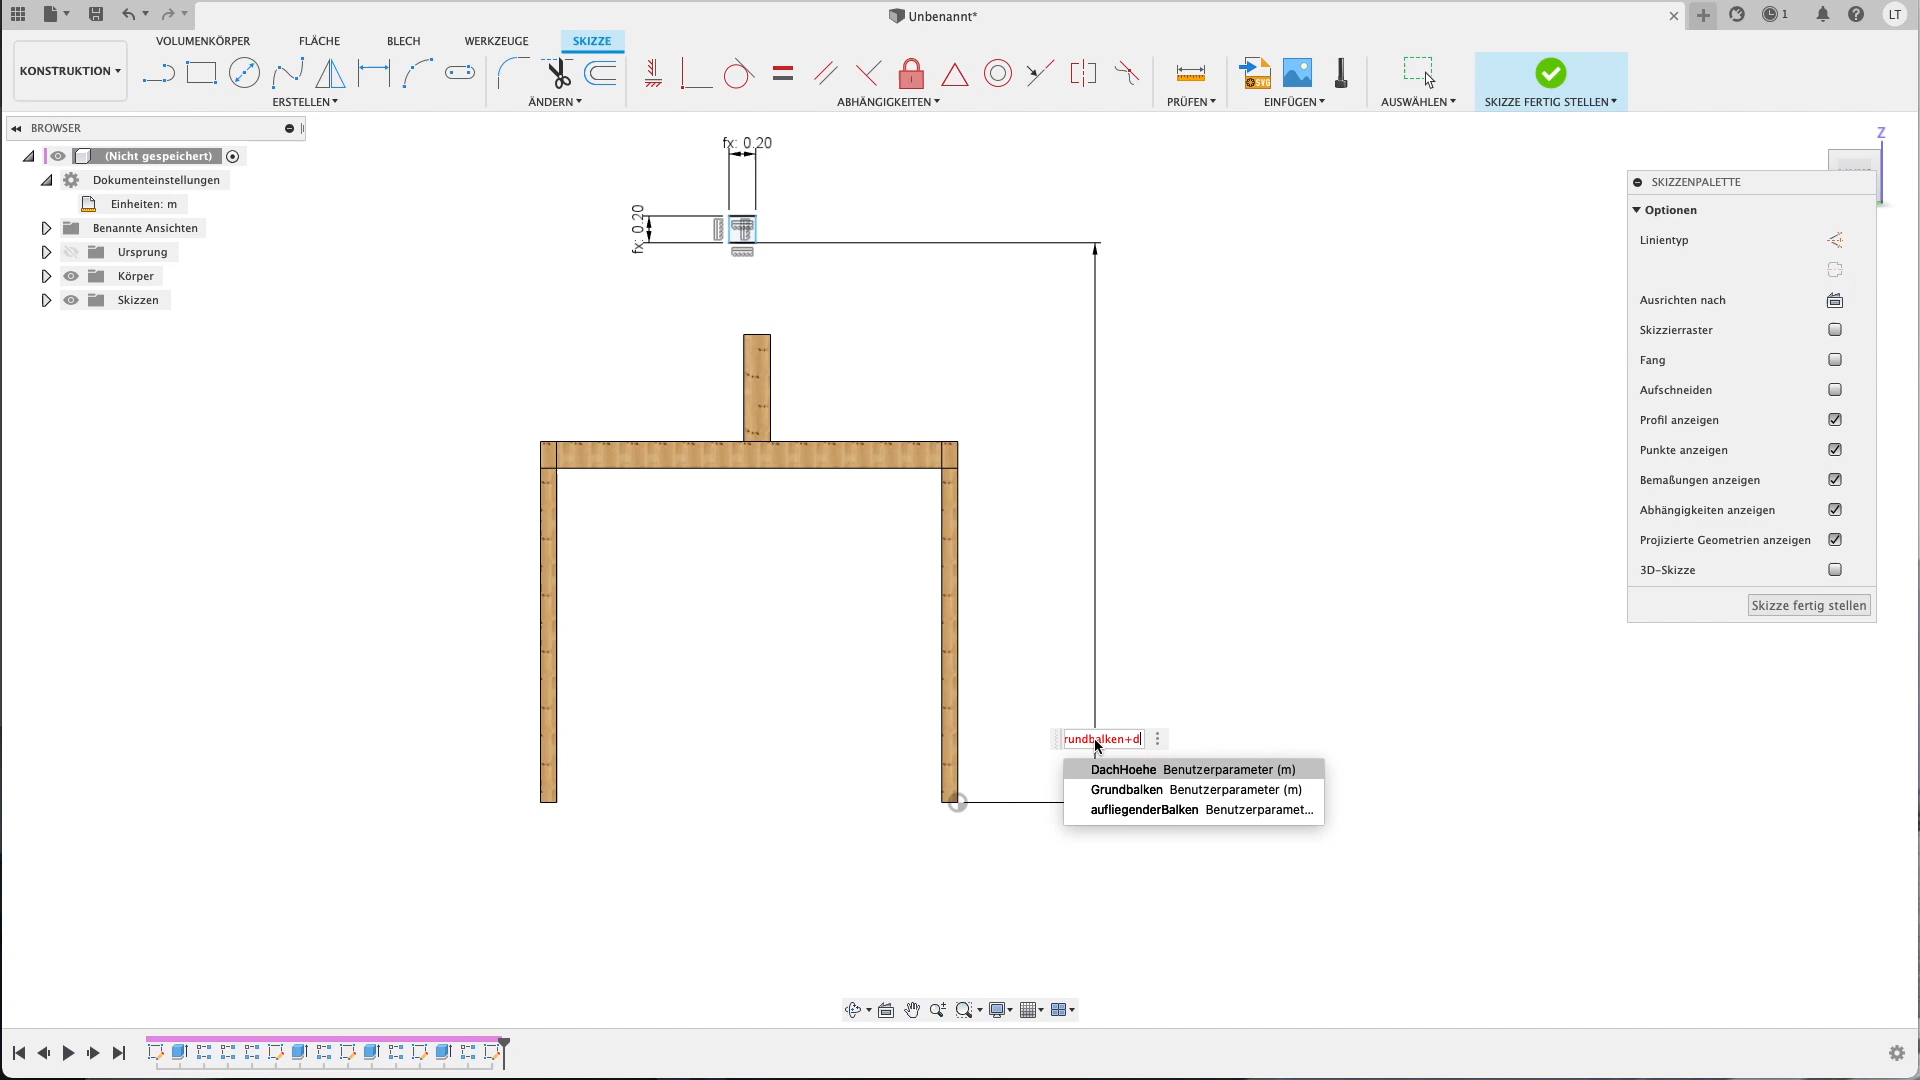 Unbenannt*
1
LT
KONSTRUKTION
VOLUMENKÖRPER
FLÄCHE
BLECH
WERKZEUGE
SKIZZE
ERSTELLEN
ÄNDERN
ABHÄNGIGKEITEN
PRÜFEN
EINFÜGEN
AUSWÄHLEN
SKIZZE FERTIG STELLEN
BROWSER
(Nicht gespeichert)
Dokumenteinstellungen
Einheiten: m
Benannte Ansichten
Ursprung
Körper
Skizzen
fx: 0.20
fx: 0.20
Z
SKIZZENPALETTE
Optionen
Linientyp
Ausrichten nach
Skizzierraster
Fang
Aufschneiden
Profil anzeigen
Punkte anzeigen
Bemaßungen anzeigen
Abhängigkeiten anzeigen
Projizierte Geometrien anzeigen
3D-Skizze
Skizze fertig stellen
rundbalken+d
DachHoehe Benutzerparameter (m)
Grundbalken Benutzerparameter (m)
aufliegenderBalken Benutzerparamet...